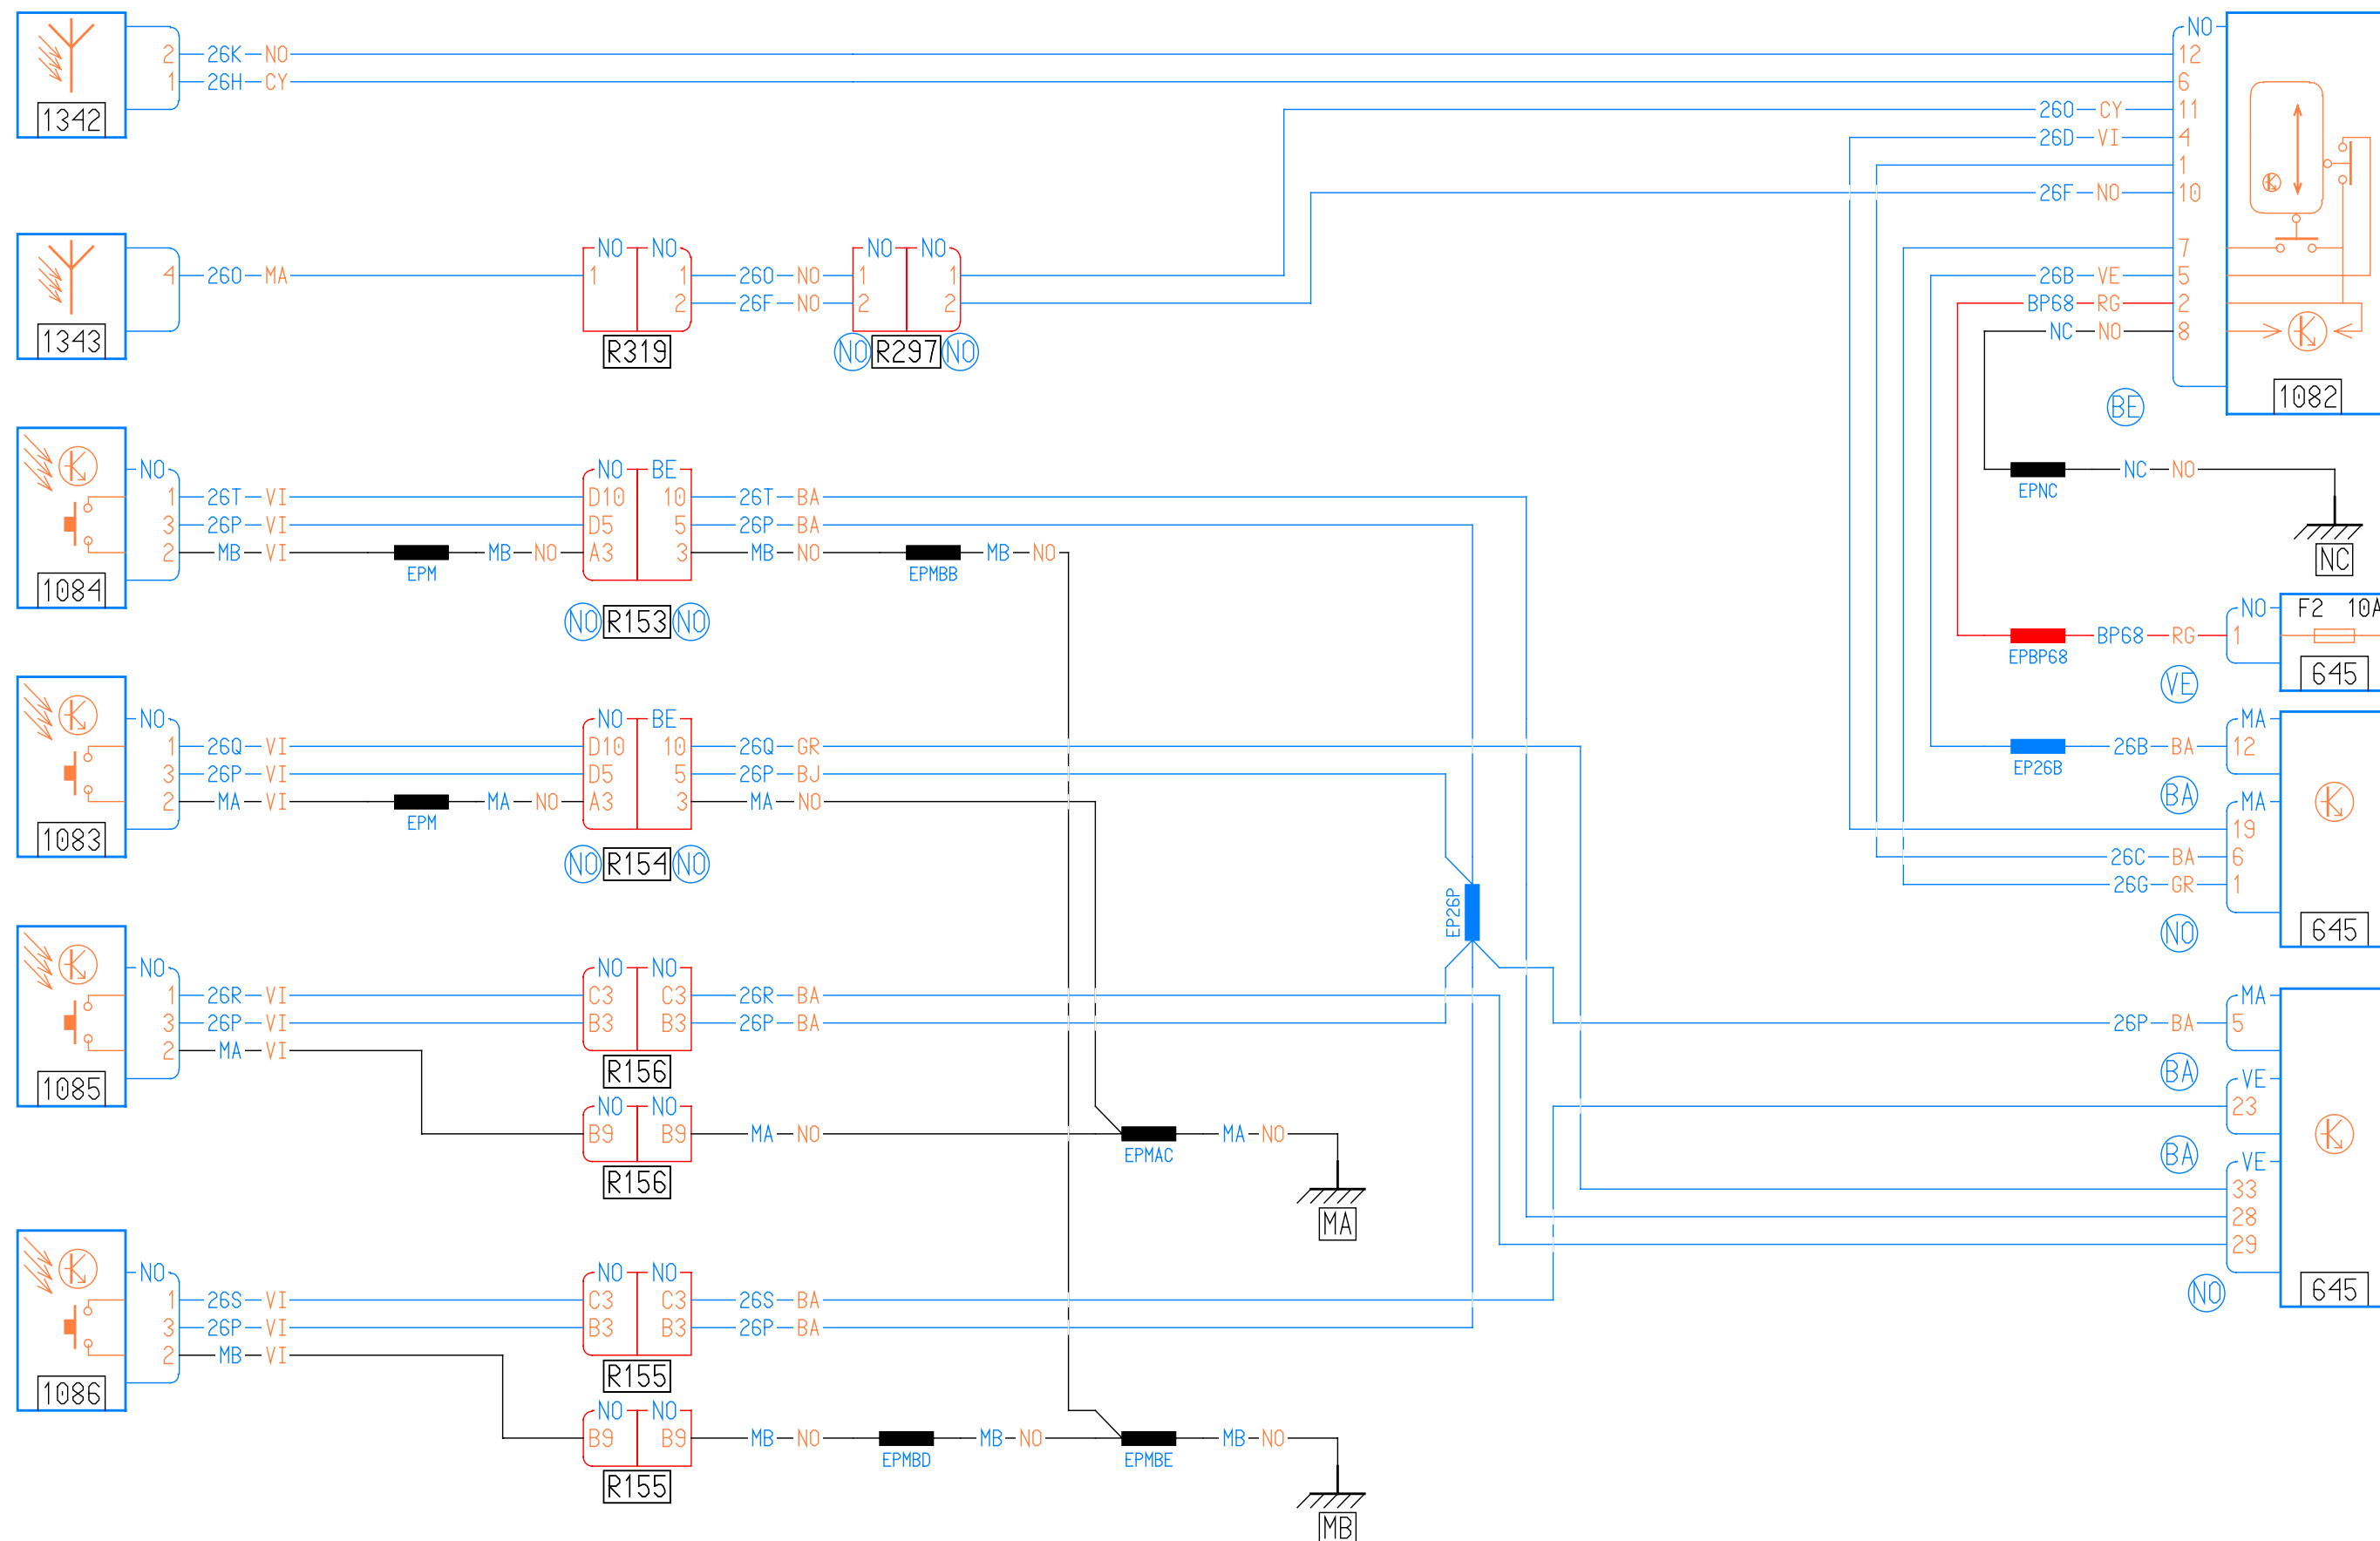 NO
2 26K NO 12
1 26H CY 6
1342
26O CY 11
26D VI 4
1
26F NO 10
NO NO NO NO 7
4 26O MA 1 1 26O NO 1 1 26B VE 5
2 26F NO 2 2 BP68 RG 2
1343 NC NO 8
R319 NO R297 NO
1082
BE
NO NO BE
EPNC NC NO
1 26T VI D10 10 26T BA
3 26P VI D5 5 26P BA
2 MB VI EPM MB NO A3 3 MB NO EPMBB MB NO
NC
1084
NO R153 NO
NO F2 10A
EPBP68 BP68 RG 1
645
VE
NO NO BE MA
1 26Q VI D10 10 26Q GR EP26B 26B BA 12
3 26P VI D5 5 26P BJ
BA
2 MA VI EPM MA NO A3 3 MA NO MA
19
1083
NO R154 NO
26C BA 6
26G GR 1
EP26P
NO
645
NO NO NO
1 26R VI C3 C3 26R BA MA
3 26P VI B3 B3 26P BA 26P BA 5
2 MA VI
1085
R156
BA
VE
NO NO 23
B9 B9 MA NO EPMAC MA NO
BA
R156
VE
33
MA
28
29
NO NO NO
NO
645
1 26S VI C3 C3 26S BA
3 26P VI B3 B3 26P BA
2 MB VI
1086
R155
NO NO
B9 B9 MB NO EPMBD MB NO EPMBE MB NO
R155
MB